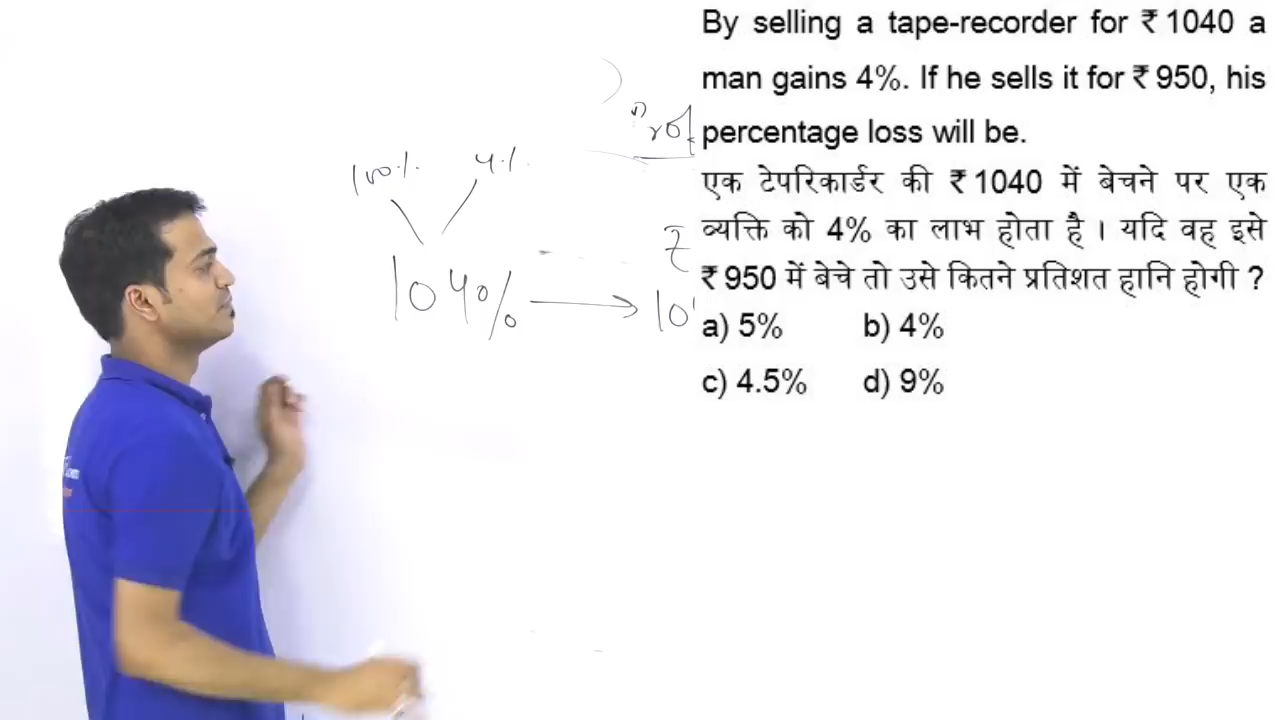 By selling a tape-recorder for ₹ 1040 a
man gains 4%. If he sells it for ₹ 950, his
percentage loss will be.
एक टेपरिकार्डर की ₹ 1040 में बेचने पर एक
व्यक्ति को 4% का लाभ होता है। यदि वह इसे
₹ 950 में बेचे तो उसे कितने प्रतिशत हानि होगी ?
a) 5% b) 4%
c) 4.5% d) 9%
100% 4%
104%